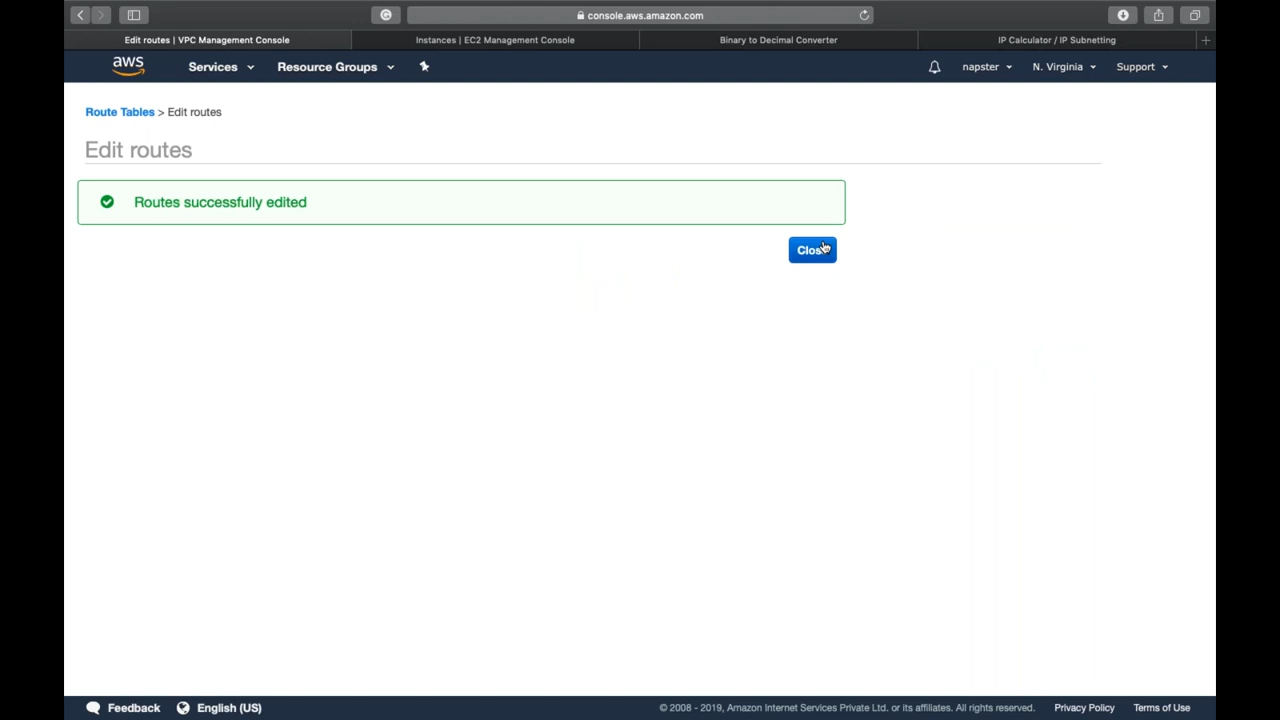 console.aws.amazon.com
Edit routes | VPC Management Console
Instances | EC2 Management Console
Binary to Decimal Converter
IP Calculator / IP Subnetting
aws
Services
Resource Groups
napster
N. Virginia
Support
Route Tables > Edit routes
Edit routes
Routes successfully edited
Feedback
English (US)
© 2008 - 2019, Amazon Internet Services Private Ltd. or its affiliates. All rights reserved.
Privacy Policy
Terms of Use